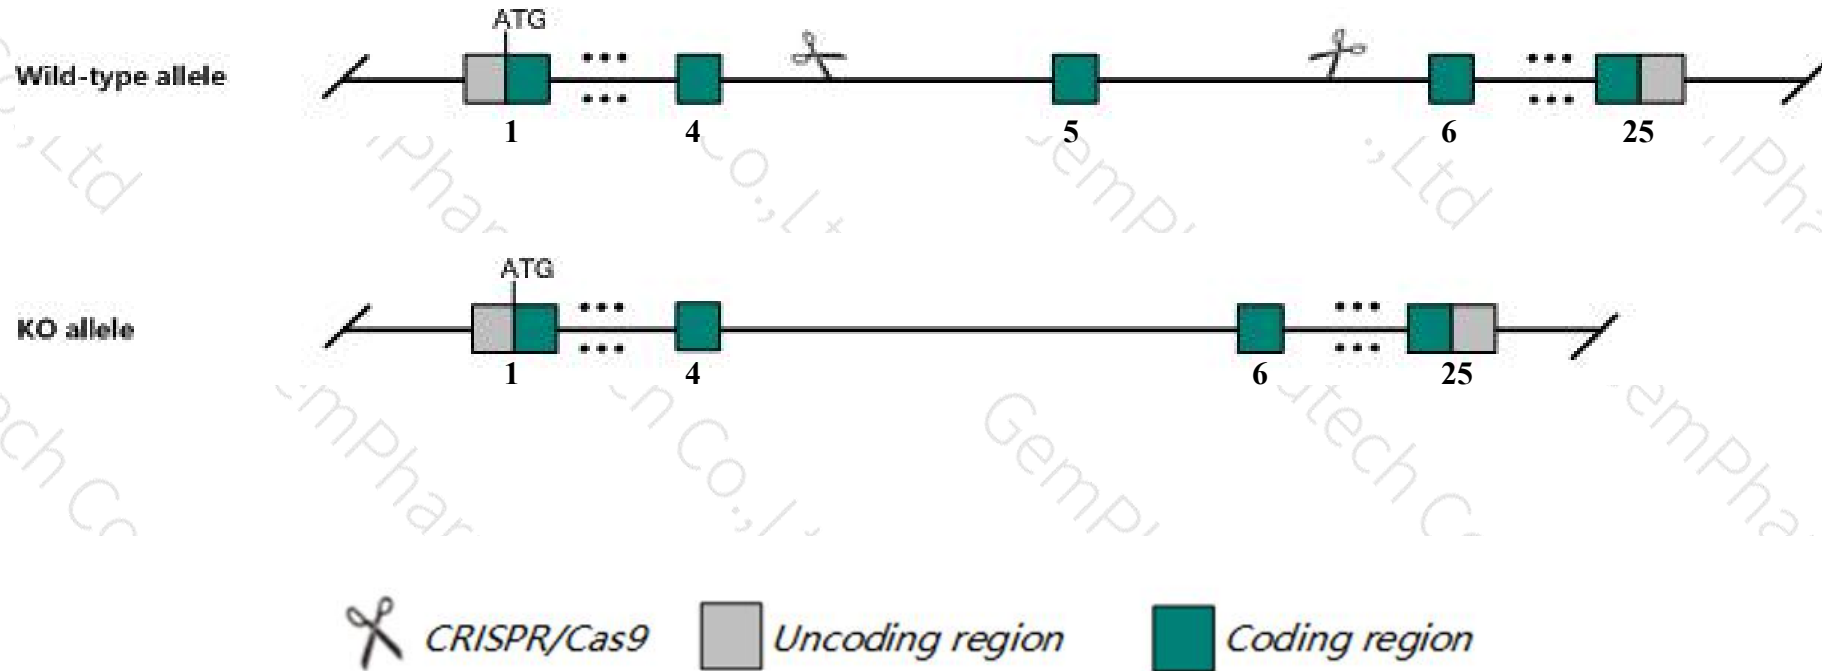 ATG
Wild-type allele
1 4 5 6 25
ATG
KO allele
1 4 6 25
CRISPR/Cas9 Uncoding region Coding region